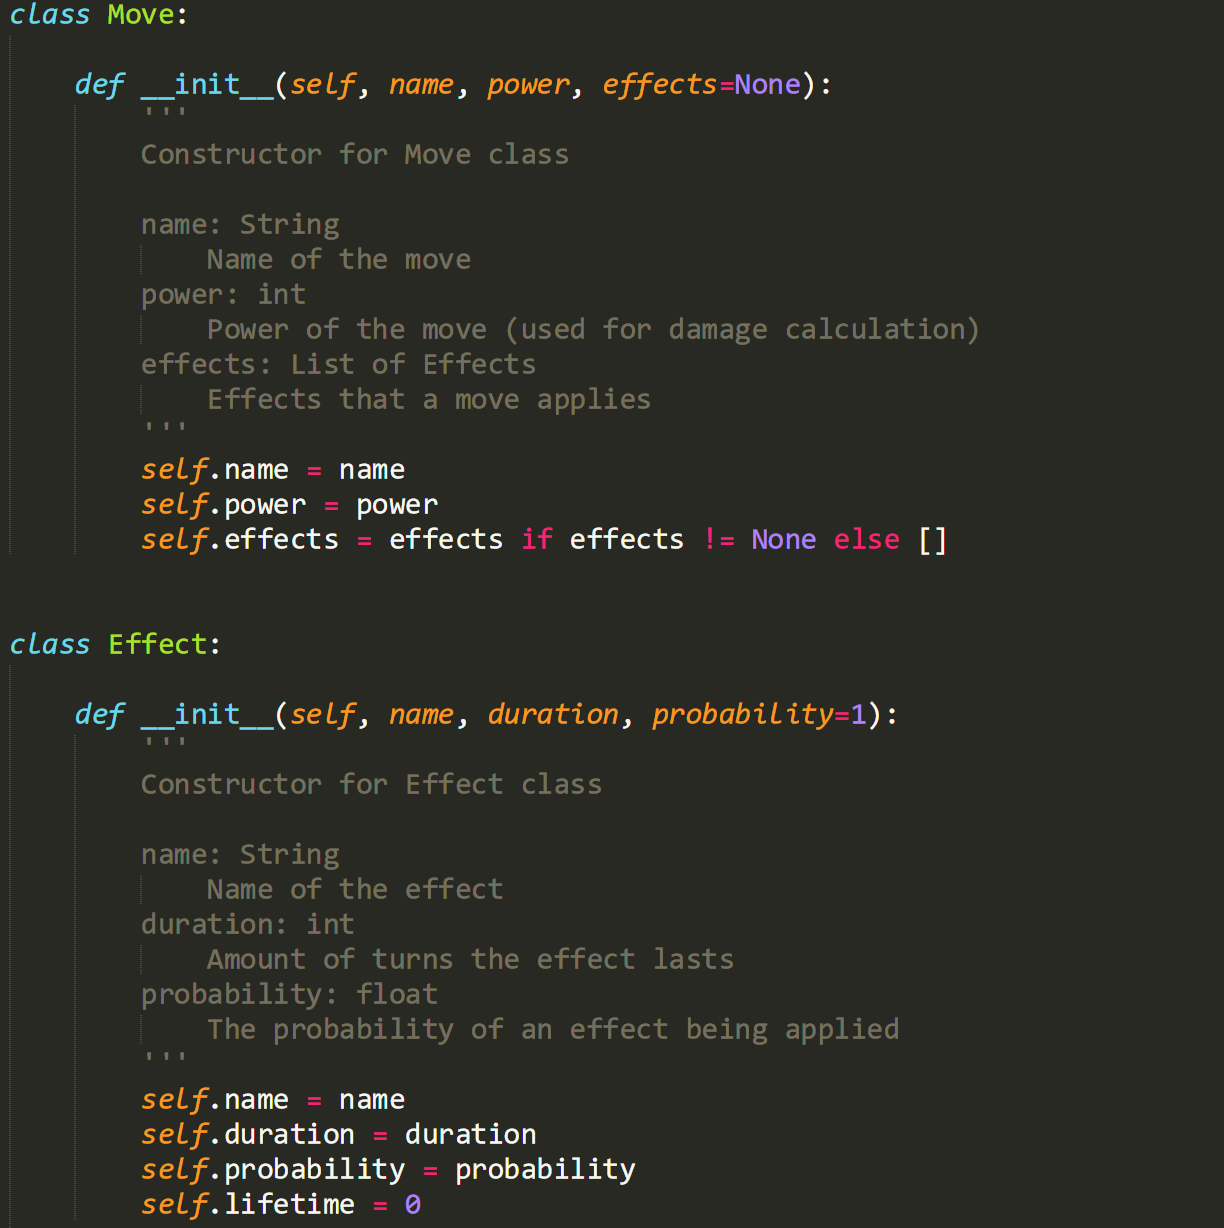 class Move:
    def __init__(self, name, power, effects=None):
        '''
        Constructor for Move class
        name: String
            Name of the move
        power: int
            Power of the move (used for damage calculation)
        effects: List of Effects
            Effects that a move applies
        '''
        self.name = name
        self.power = power
        self.effects = effects if effects != None else []
class Effect:
    def __init__(self, name, duration, probability=1):
        '''
        Constructor for Effect class
        name: String
            Name of the effect
        duration: int
            Amount of turns the effect lasts
        probability: float
            The probability of an effect being applied
        '''
        self.name = name
        self.duration = duration
        self.probability = probability
        self.lifetime = 0